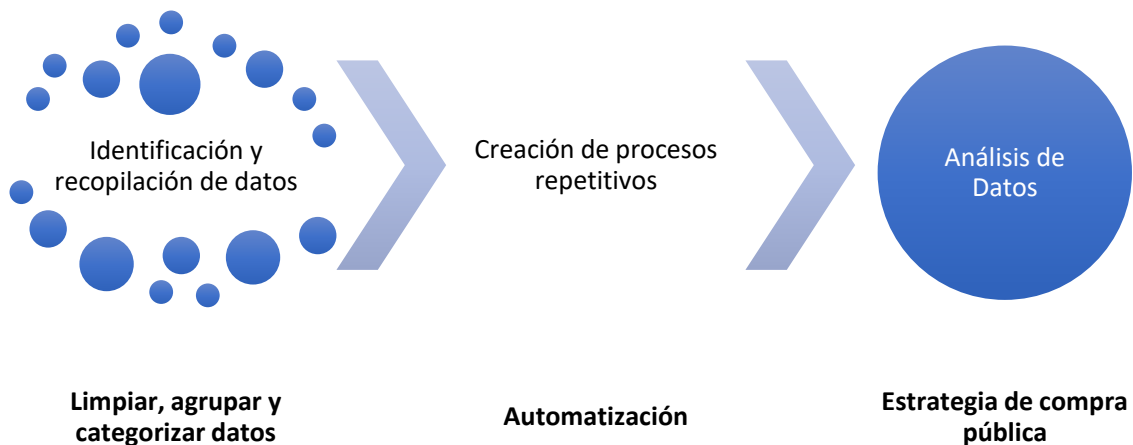 Identificación y
recopilación de datos
Creación de procesos
repetitivos
Análisis de
Datos
Limpiar, agrupar y
categorizar datos
Automatización
Estrategia de compra
pública